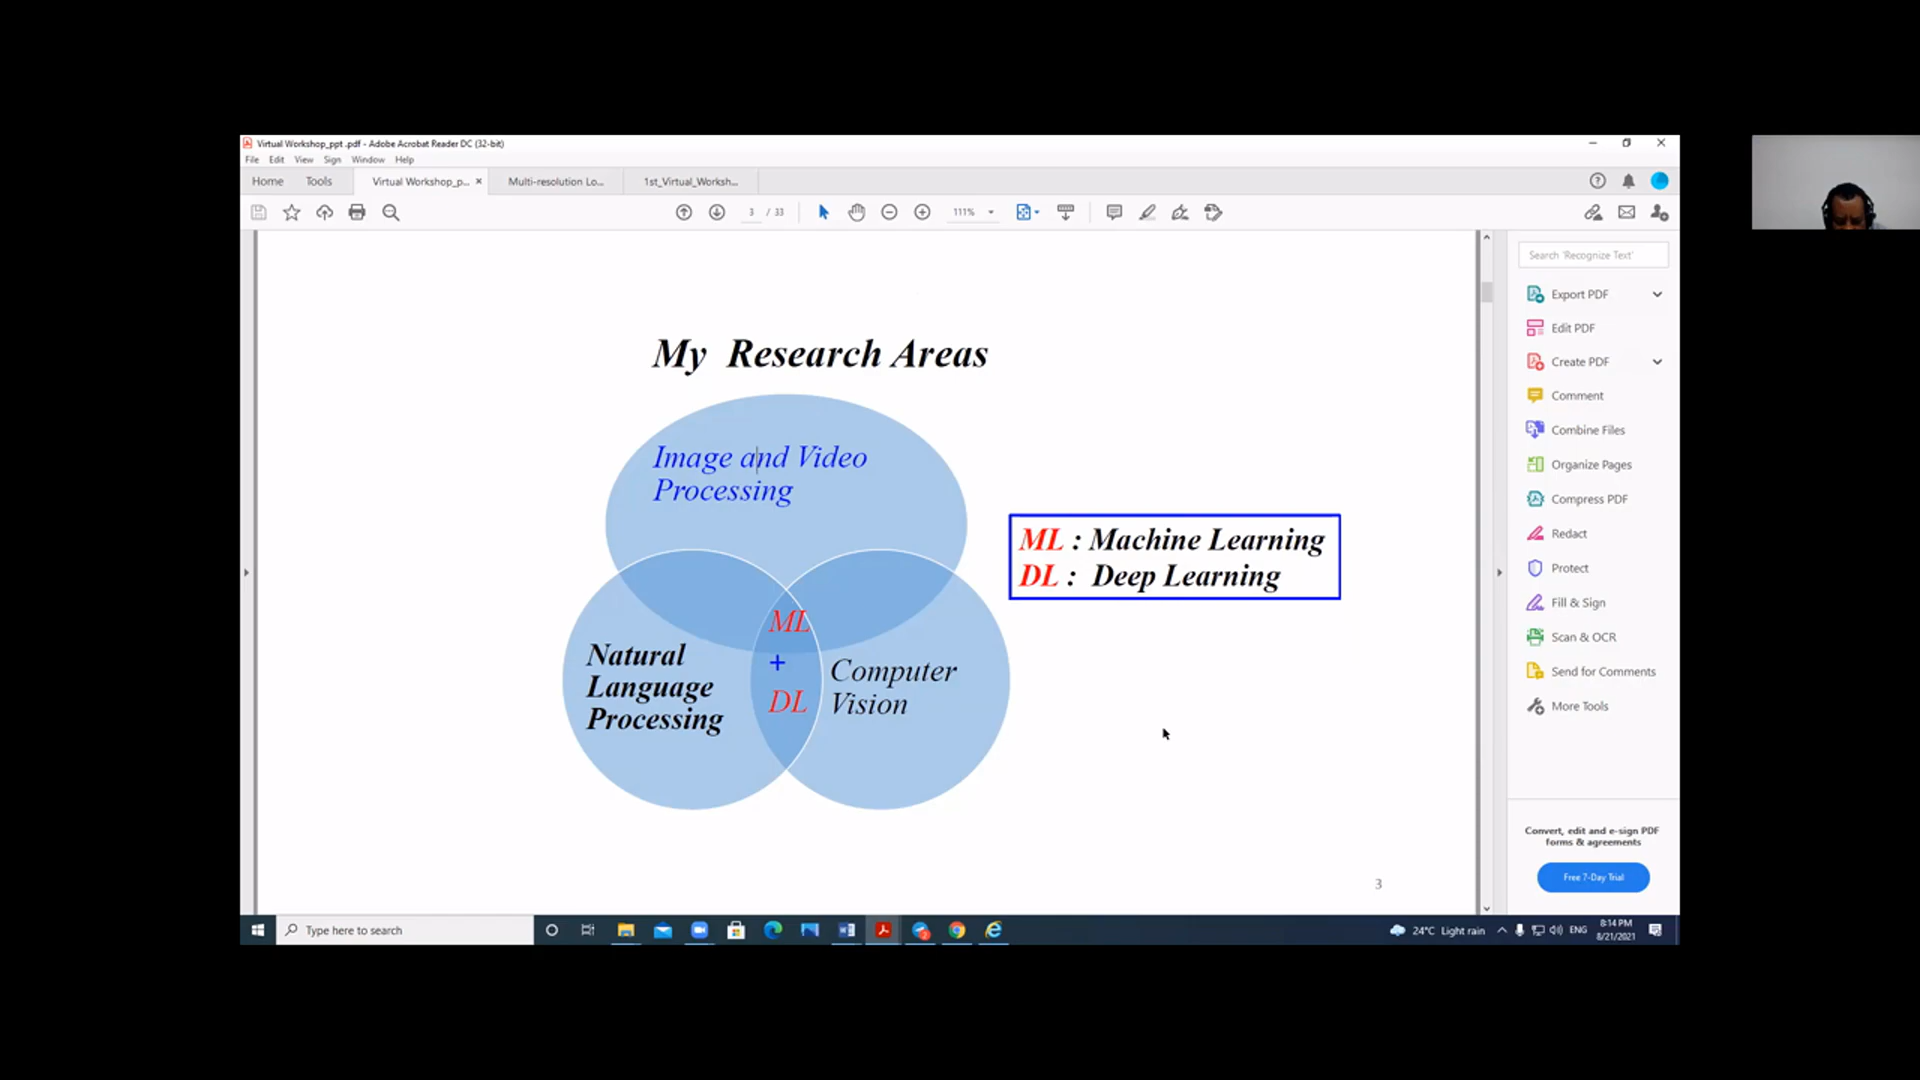 Virtual Workshop_ppt .pdf - Adobe Acrobat Reader DC (32-bit)
File Edit View Sign Window Help
Home Tools Virtual Workshop_p... × Multi-resolution Lo... 1st_Virtual_Worksh...
3 / 33 111%
My Research Areas
Image and Video
Processing
ML : Machine Learning
DL : Deep Learning
Natural
Language
Processing
ML
+
DL
Computer
Vision
3
Search 'Recognize Text'
Export PDF
Edit PDF
Create PDF
Comment
Combine Files
Organize Pages
Compress PDF
Redact
Protect
Fill & Sign
Scan & OCR
Send for Comments
More Tools
Convert, edit and e-sign PDF
forms & agreements
Free 7-Day Trial
Type here to search
24°C Light rain
ENG
8:14 PM
8/21/2021